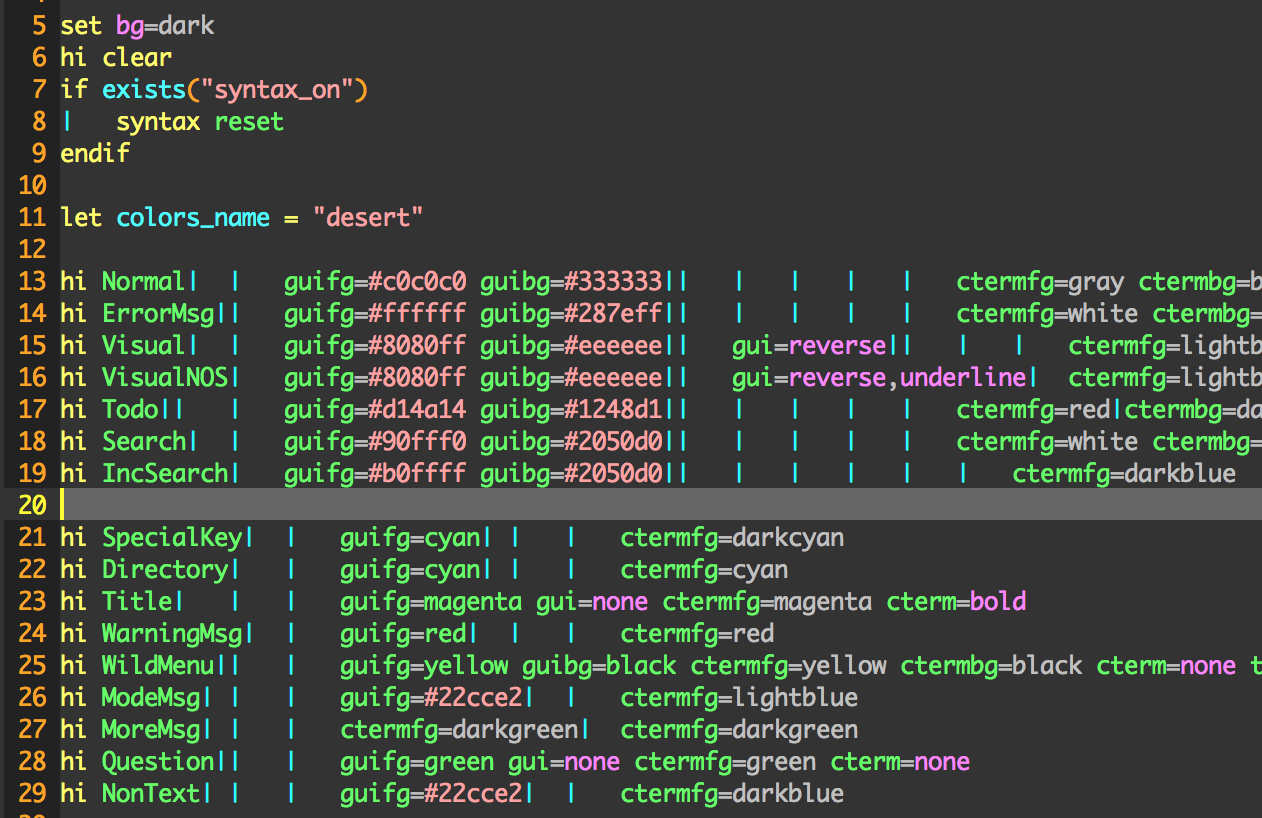 5 set bg=dark
6 hi clear
7 if exists("syntax_on")
8 |   syntax reset
9 endif
10
11 let colors_name = "desert"
12
13 hi Normal|  |   guifg=#c0c0c0 guibg=#333333||   |   |   |   ctermfg=gray ctermbg=b
14 hi ErrorMsg||   guifg=#ffffff guibg=#287eff||   |   |   |   ctermfg=white ctermbg=
15 hi Visual|  |   guifg=#8080ff guibg=#eeeeee||   gui=reverse||   |   |   ctermfg=lightb
16 hi VisualNOS|   guifg=#8080ff guibg=#eeeeee||   gui=reverse,underline|  ctermfg=lightb
17 hi Todo||   |   guifg=#d14a14 guibg=#1248d1||   |   |   |   ctermfg=red|ctermbg=da
18 hi Search|  |   guifg=#90fff0 guibg=#2050d0||   |   |   |   ctermfg=white ctermbg=
19 hi IncSearch|   guifg=#b0ffff guibg=#2050d0||   |   |   |   |   ctermfg=darkblue
20
21 hi SpecialKey|  |   guifg=cyan| |   |   ctermfg=darkcyan
22 hi Directory|   |   guifg=cyan| |   |   ctermfg=cyan
23 hi Title|   |   |   guifg=magenta gui=none ctermfg=magenta cterm=bold
24 hi WarningMsg|  |   guifg=red|  |   |   ctermfg=red
25 hi WildMenu||   |   guifg=yellow guibg=black ctermfg=yellow ctermbg=black cterm=none t
26 hi ModeMsg| |   |   guifg=#22cce2|  |   ctermfg=lightblue
27 hi MoreMsg| |   |   ctermfg=darkgreen|  ctermfg=darkgreen
28 hi Question||   |   guifg=green gui=none ctermfg=green cterm=none
29 hi NonText| |   |   guifg=#22cce2|  |   ctermfg=darkblue